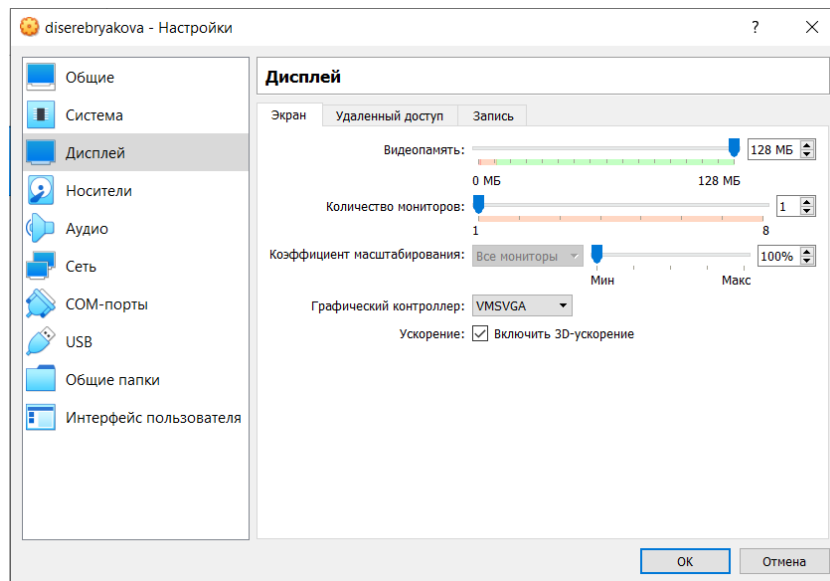 diserebryakova - Настройки ?
Общие
Система
Дисплей
Носители
Аудио
Сеть
COM-порты
USB
Общие папки
Интерфейс пользователя
Дисплей
Экран Удаленный доступ Запись
Видеопамять: 128 МБ
0 МБ 128 МБ
Количество мониторов: 1
1 8
Коэффициент масштабирования: Все мониторы 100%
Мин Макс
Графический контроллер: VMSVGA
Ускорение: Включить 3D-ускорение
OK Отмена